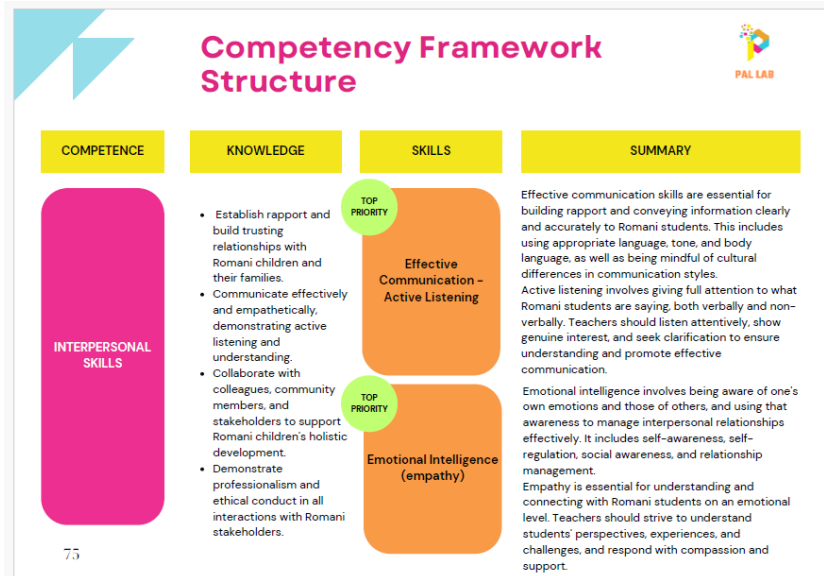 Competency Framework
Structure
PAL LAB
COMPETENCE
KNOWLEDGE
SKILLS
SUMMARY
INTERPERSONAL
SKILLS
• Establish rapport and
build trusting
relationships with
Romani children and
their families.
• Communicate effectively
and empathetically,
demonstrating active
listening and
understanding.
• Collaborate with
colleagues, community
members, and
stakeholders to support
Romani children's holistic
development.
• Demonstrate
professionalism and
ethical conduct in all
interactions with Romani
stakeholders.
TOP
PRIORITY
Effective
Communication -
Active Listening
Effective communication skills are essential for
building rapport and conveying information clearly
and accurately to Romani students. This includes
using appropriate language, tone, and body
language, as well as being mindful of cultural
differences in communication styles.
Active listening involves giving full attention to what
Romani students are saying, both verbally and non-
verbally. Teachers should listen attentively, show
genuine interest, and seek clarification to ensure
understanding and promote effective
communication.
TOP
PRIORITY
Emotional Intelligence
(empathy)
Emotional intelligence involves being aware of one's
own emotions and those of others, and using that
awareness to manage interpersonal relationships
effectively. It includes self-awareness, self-
regulation, social awareness, and relationship
management.
Empathy is essential for understanding and
connecting with Romani students on an emotional
level. Teachers should strive to understand
students' perspectives, experiences, and
challenges, and respond with compassion and
support.
75